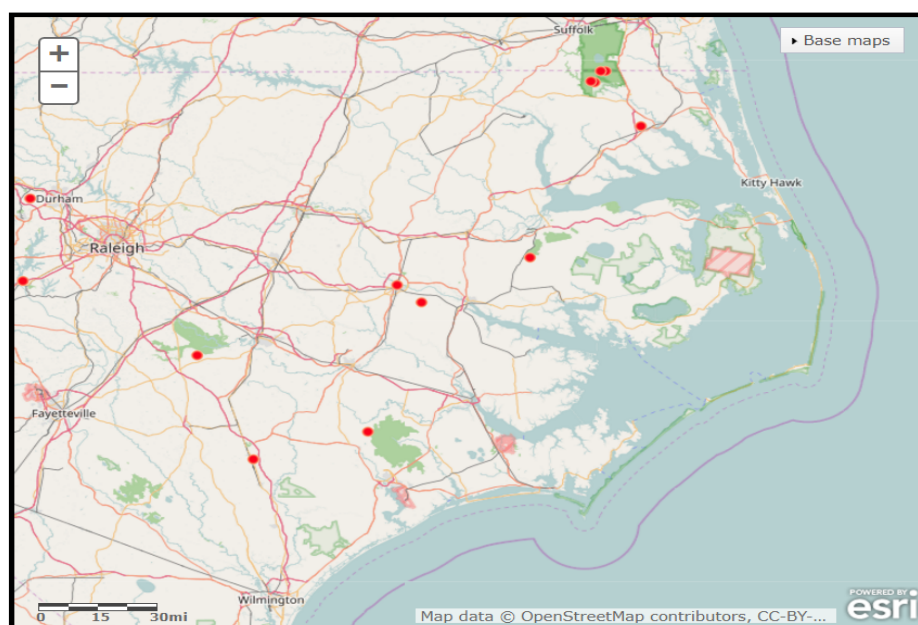 Suffolk
+
−
▸ Base maps
Kitty Hawk
Durham
Raleigh
Fayetteville
Wilmington
0 15 30mi
Map data © OpenStreetMap contributors, CC-BY-...
POWERED BY
esri